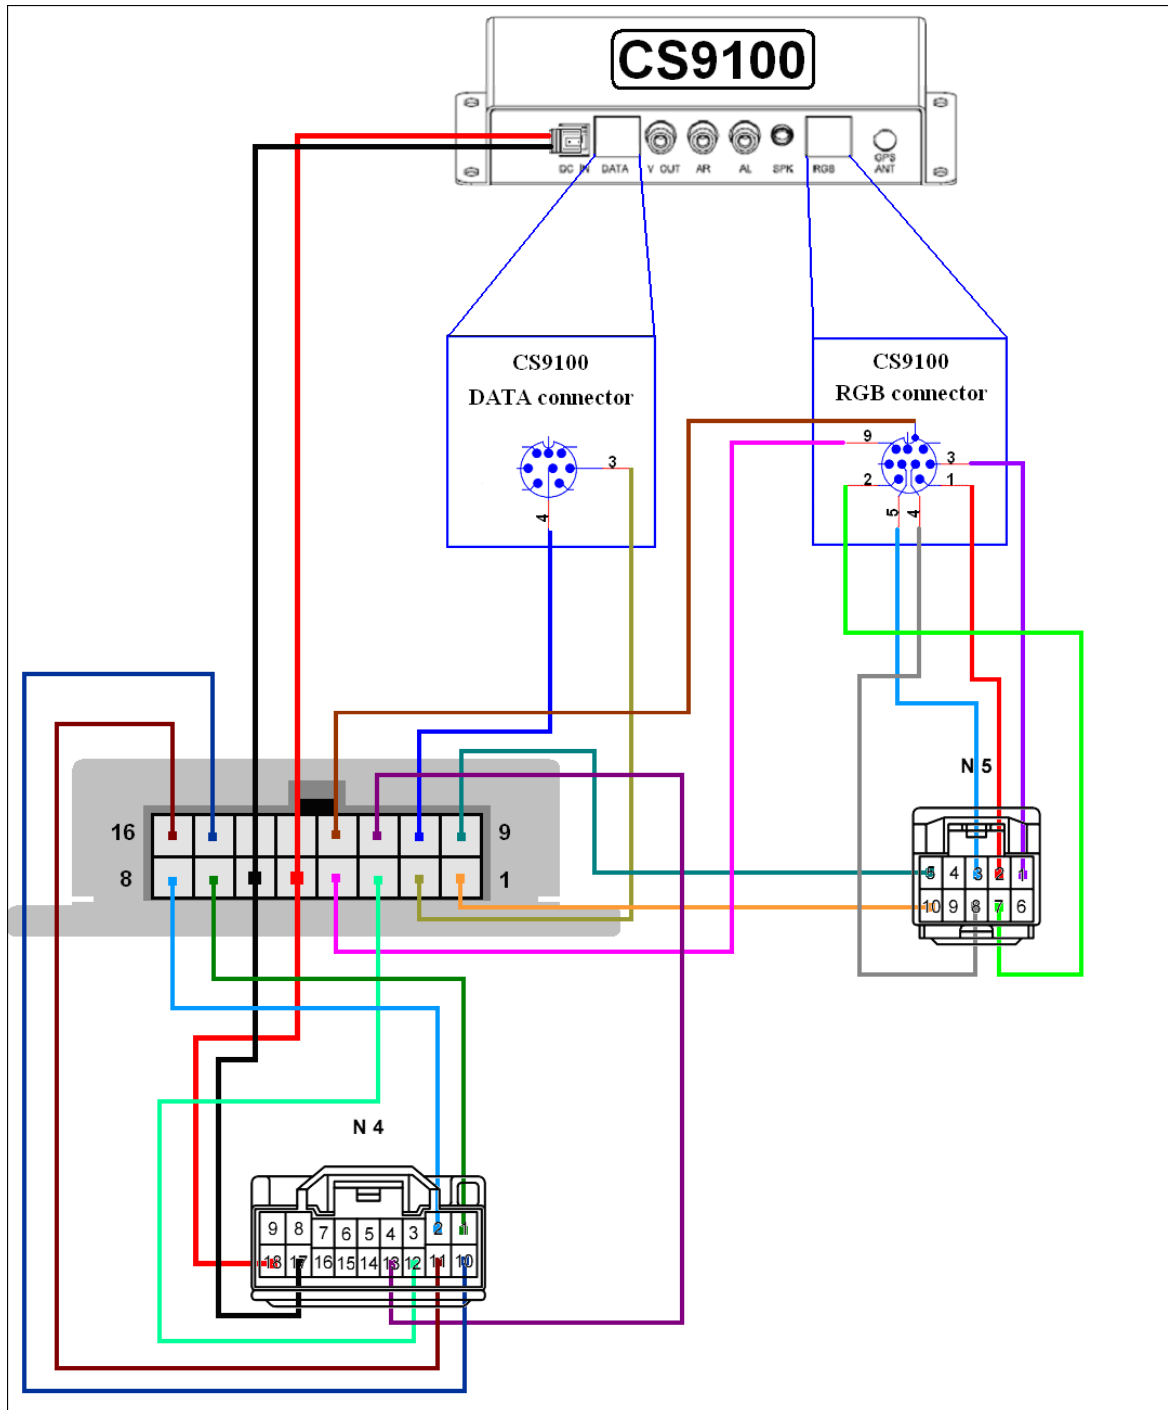 CS9100
DC IN DATA V OUT AR AL SPK RGB GPS ANT
CS9100
DATA connector
3
4
CS9100
RGB connector
9
3
2
1
5
4
N 5
16
9
8
1
5 4 3 2 1
10 9 8 7 6
N 4
9 8 7 6 5 4 3 2 1
18 17 16 15 14 13 12 11 10